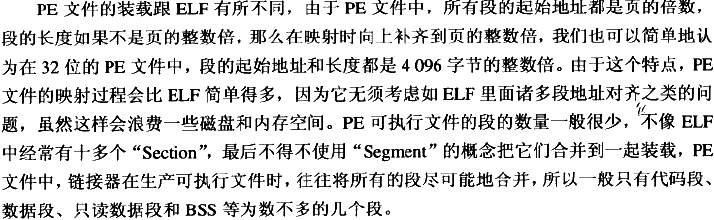 PE 文件的装载跟 ELF 有所不同，由于 PE 文件中，所有段的起始地址都是页的倍数，
段的长度如果不是页的整数倍，那么在映射时向上补齐到页的整数倍，我们也可以简单地认
为在 32 位的 PE 文件中，段的起始地址和长度都是 4 096 字节的整数倍。由于这个特点，PE
文件的映射过程会比 ELF 简单得多，因为它无须考虑如 ELF 里面诸多段地址对齐之类的问
题，虽然这样会浪费一些磁盘和内存空间。PE 可执行文件的段的数量一般很少，不像 ELF
中经常有十多个“Section”，最后不得不使用“Segment”的概念把它们合并到一起装载，PE
文件中，链接器在生产可执行文件时，往往将所有的段尽可能地合并，所以一般只有代码段、
数据段、只读数据段和 BSS 等为数不多的几个段。